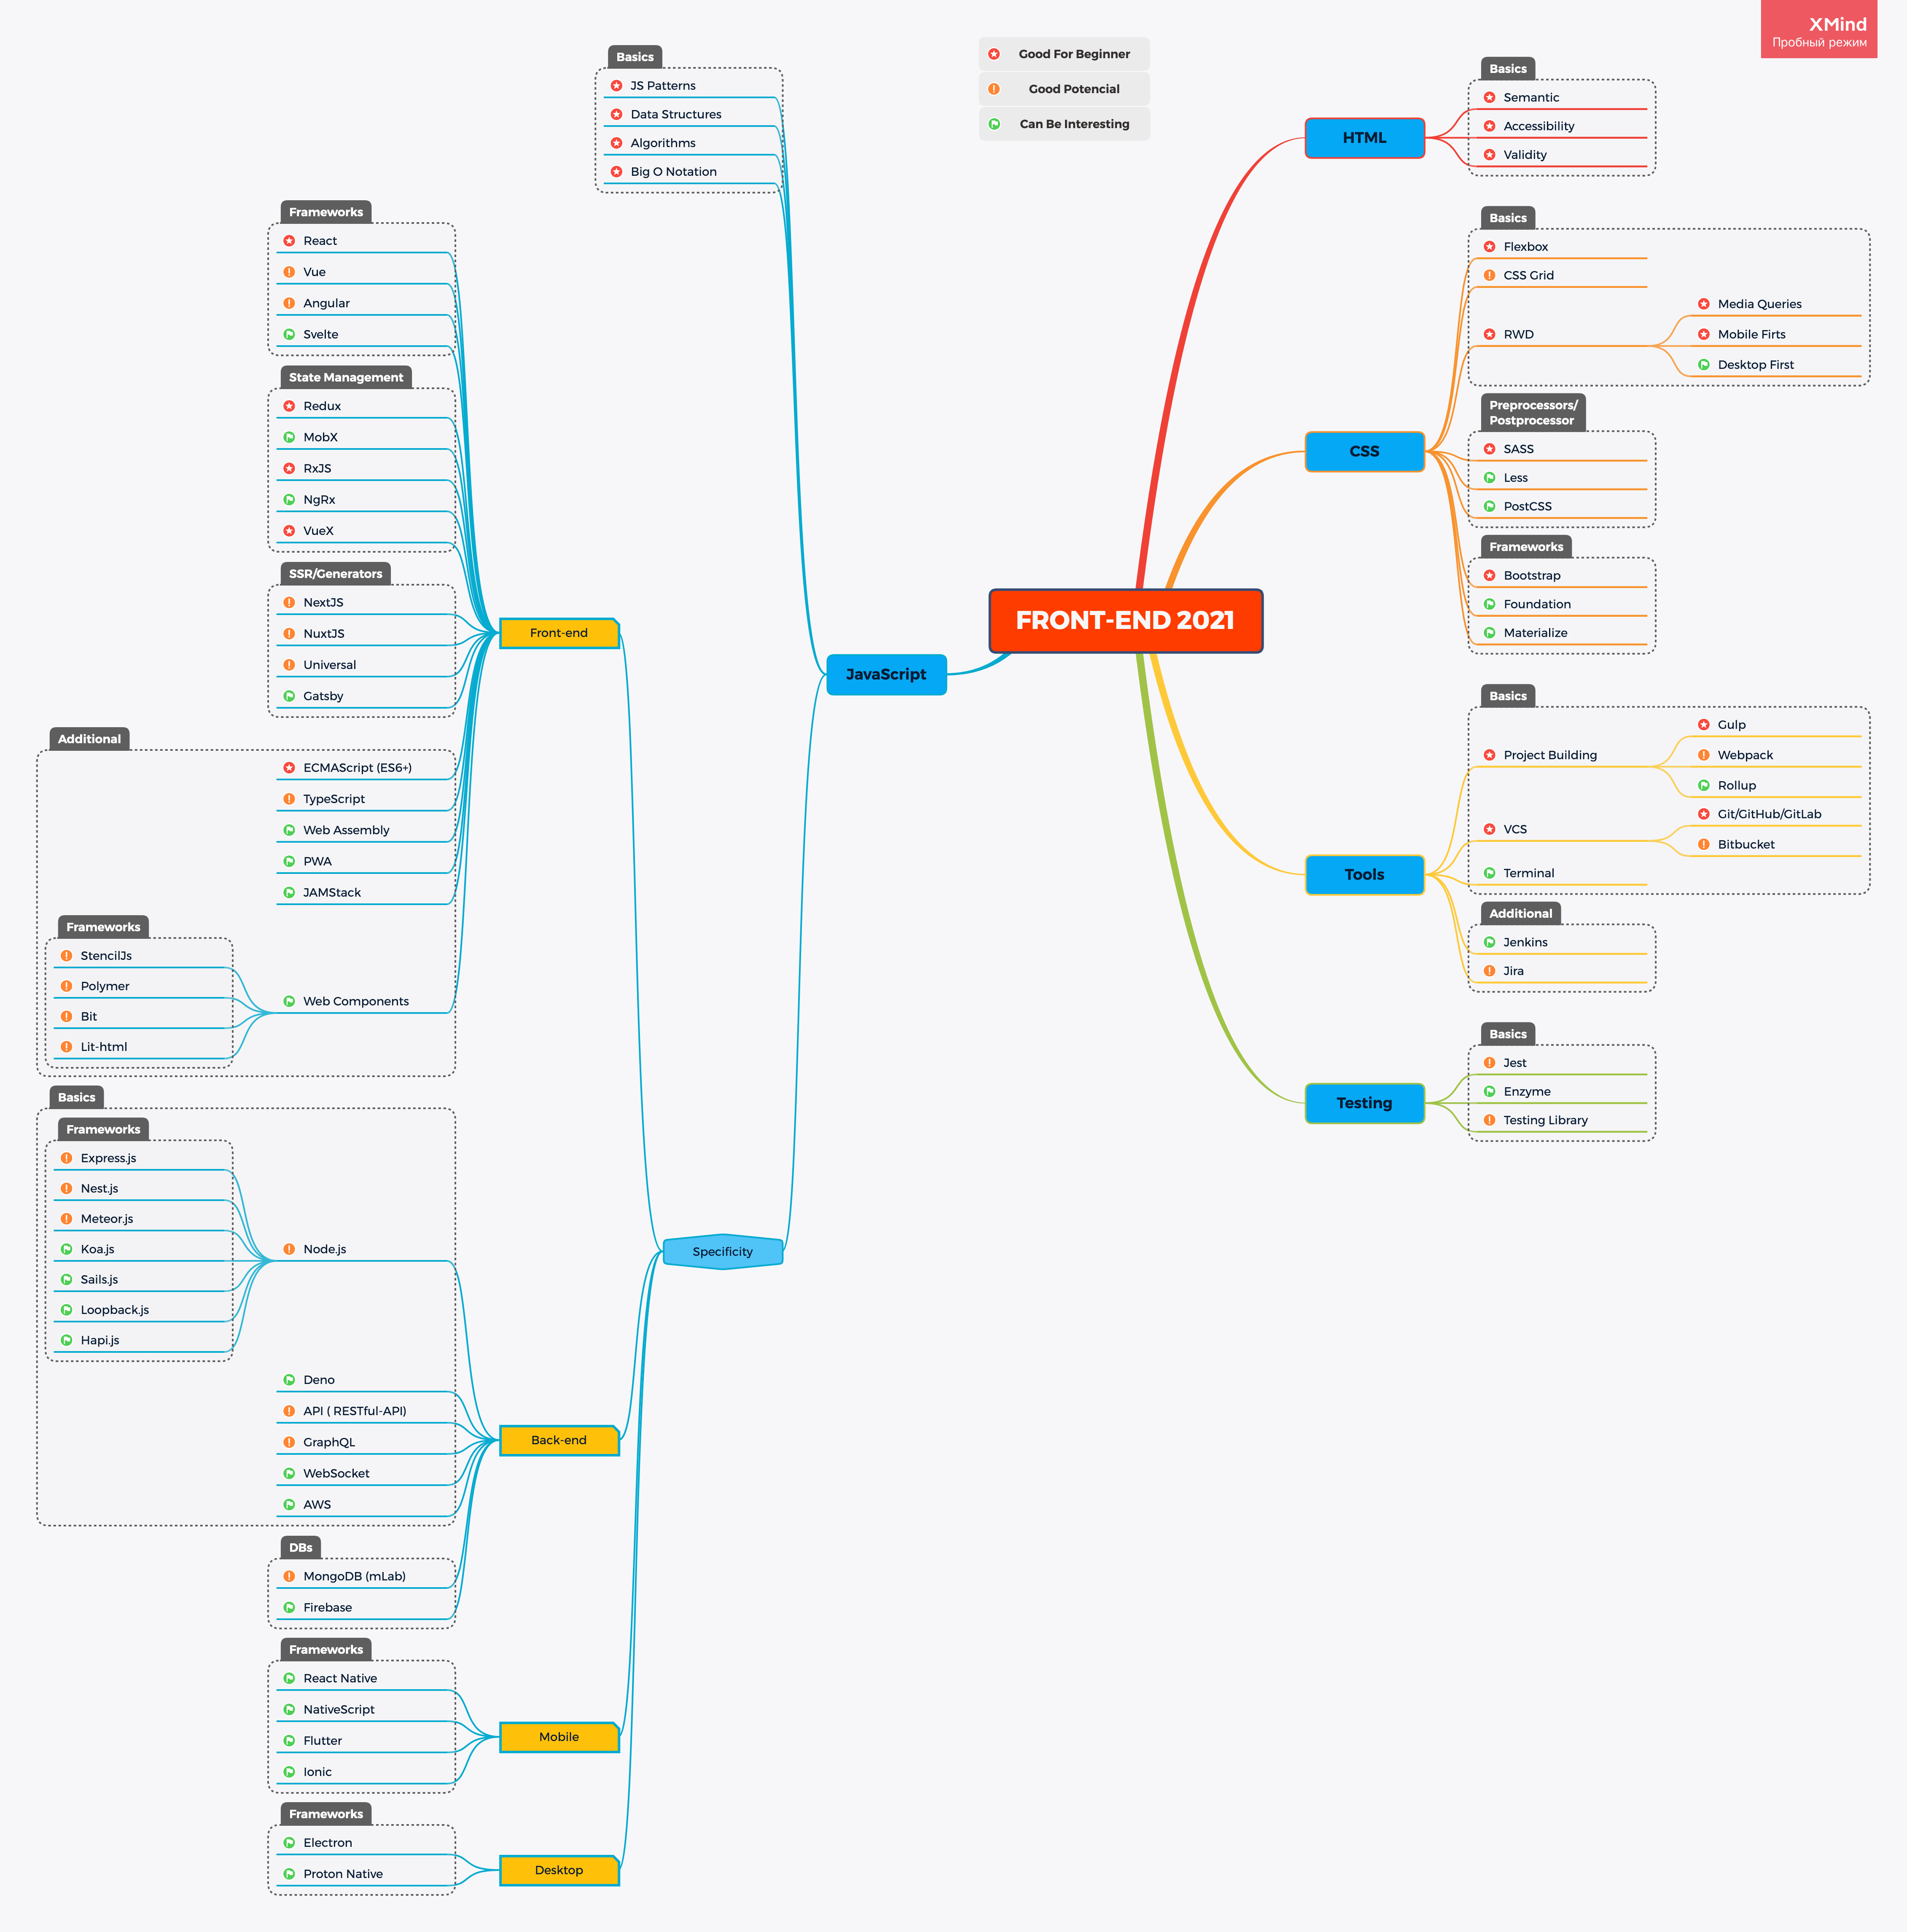 XMind
Пробный режим
Good For Beginner
Good Potencial
Can Be Interesting
FRONT-END 2021
HTML
Basics
Semantic
Accessibility
Validity
CSS
Basics
Flexbox
CSS Grid
RWD
Media Queries
Mobile Firts
Desktop First
Preprocessors/
Postprocessor
SASS
Less
PostCSS
Frameworks
Bootstrap
Foundation
Materialize
Tools
Basics
Project Building
Gulp
Webpack
Rollup
VCS
Git/GitHub/GitLab
Bitbucket
Terminal
Additional
Jenkins
Jira
Testing
Basics
Jest
Enzyme
Testing Library
JavaScript
Basics
JS Patterns
Data Structures
Algorithms
Big O Notation
Specificity
Front-end
Frameworks
React
Vue
Angular
Svelte
State Management
Redux
MobX
RxJS
NgRx
VueX
SSR/Generators
NextJS
NuxtJS
Universal
Gatsby
Additional
ECMAScript (ES6+)
TypeScript
Web Assembly
PWA
JAMStack
Web Components
Frameworks
StencilJs
Polymer
Bit
Lit-html
Back-end
Basics
Node.js
Frameworks
Express.js
Nest.js
Meteor.js
Koa.js
Sails.js
Loopback.js
Hapi.js
Deno
API ( RESTful-API)
GraphQL
WebSocket
AWS
DBs
MongoDB (mLab)
Firebase
Mobile
Frameworks
React Native
NativeScript
Flutter
Ionic
Desktop
Frameworks
Electron
Proton Native